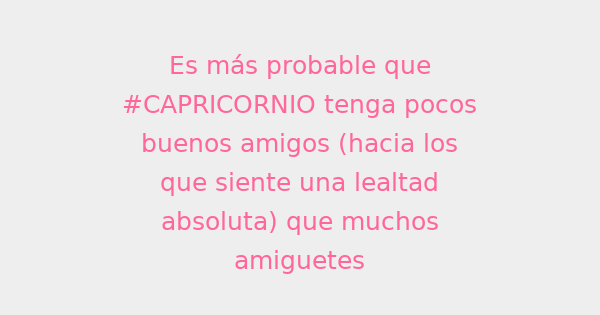 Es más probable que
#CAPRICORNIO tenga pocos
buenos amigos (hacia los
que siente una lealtad
absoluta) que muchos
amiguetes